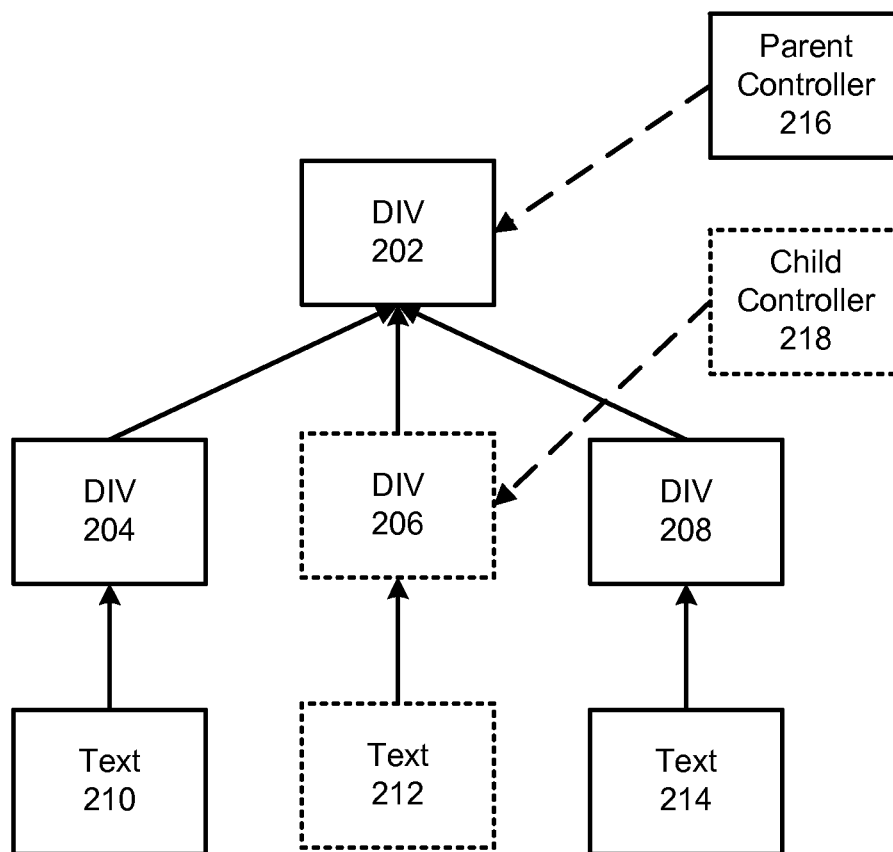 Parent
Controller
216
DIV
202
Child
Controller
218
DIV
204
DIV
206
DIV
208
Text
210
Text
212
Text
214